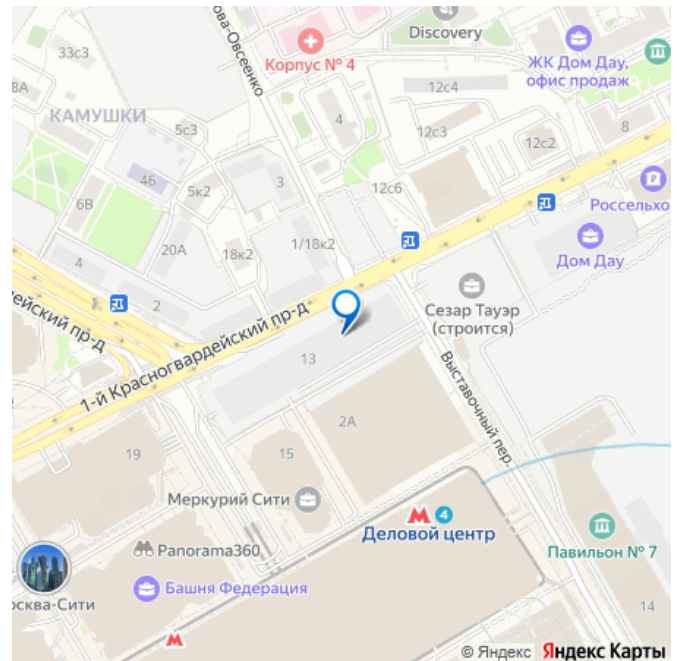 33с3
Discovery
Корпус № 4
ова-Овсеенко
ЖК Дом Дау,
офис продаж
8А
12с4
КАМУШКИ
5с3
4
12с3
12с2
8
4Б
5к2
3
12с6
6В
Россельхо
20А
18к2
1/18к2
Дом Дау
4
2
Сезар Тауэр
(строится)
ейский пр-д
1-й Красногвардейский пр-д
13
Выставочный пер.
2А
19
15
Меркурий Сити
4
Деловой центр
Panorama360
Павильон № 7
Башня Федерация
осква-Сити
14
© Яндекс Яндекс Карты